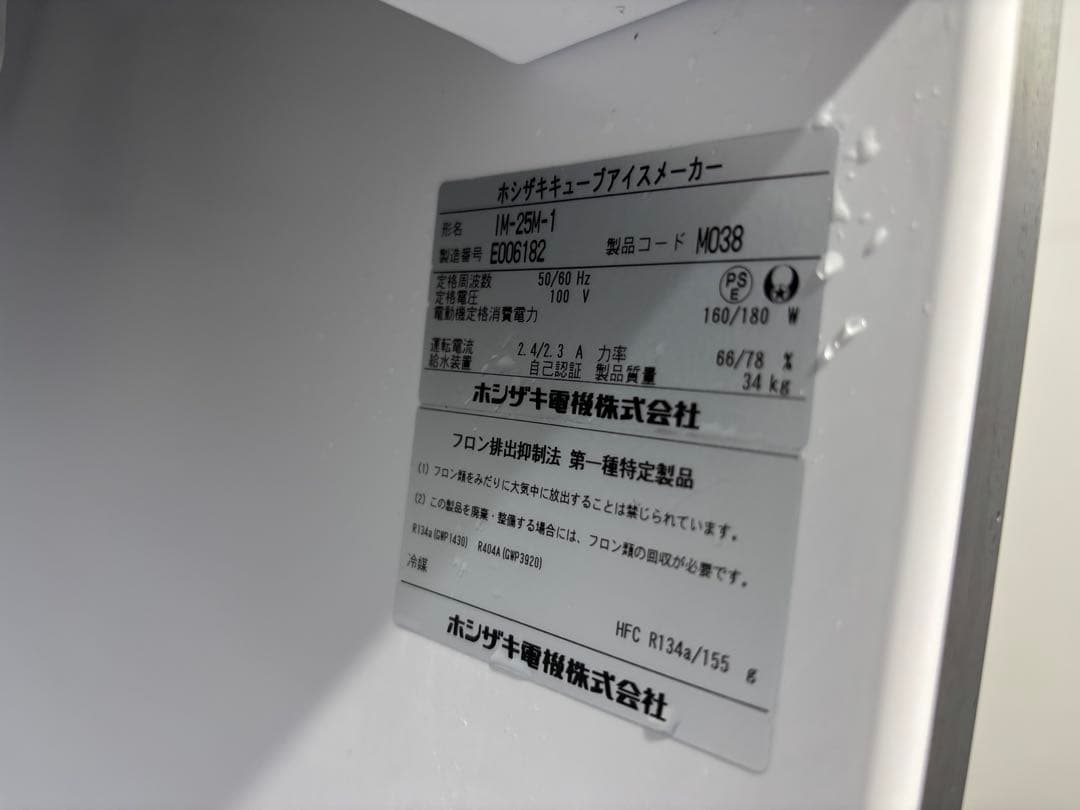 ホシザキキューブアイスメーカー
形名 IM-25M-1
製造番号 E006182 製品コード M038
定格周波数 50/60 Hz
定格電圧 100 V
PS E
電動機定格消費電力 160/180 W
運転電流 2.4/2.3 A 力率 66/78 %
給水装置 自己認証 製品質量 34 kg
ホシザキ電機株式会社
フロン排出抑制法 第一種特定製品
(1) フロン類をみだりに大気中に放出することは禁じられています。
(2) この製品を廃棄・整備する場合には、フロン類の回収が必要です。
R134a(GWP1430) R404A(GWP3920)
冷媒
HFC R134a/155 g
ホシザキ電機株式会社